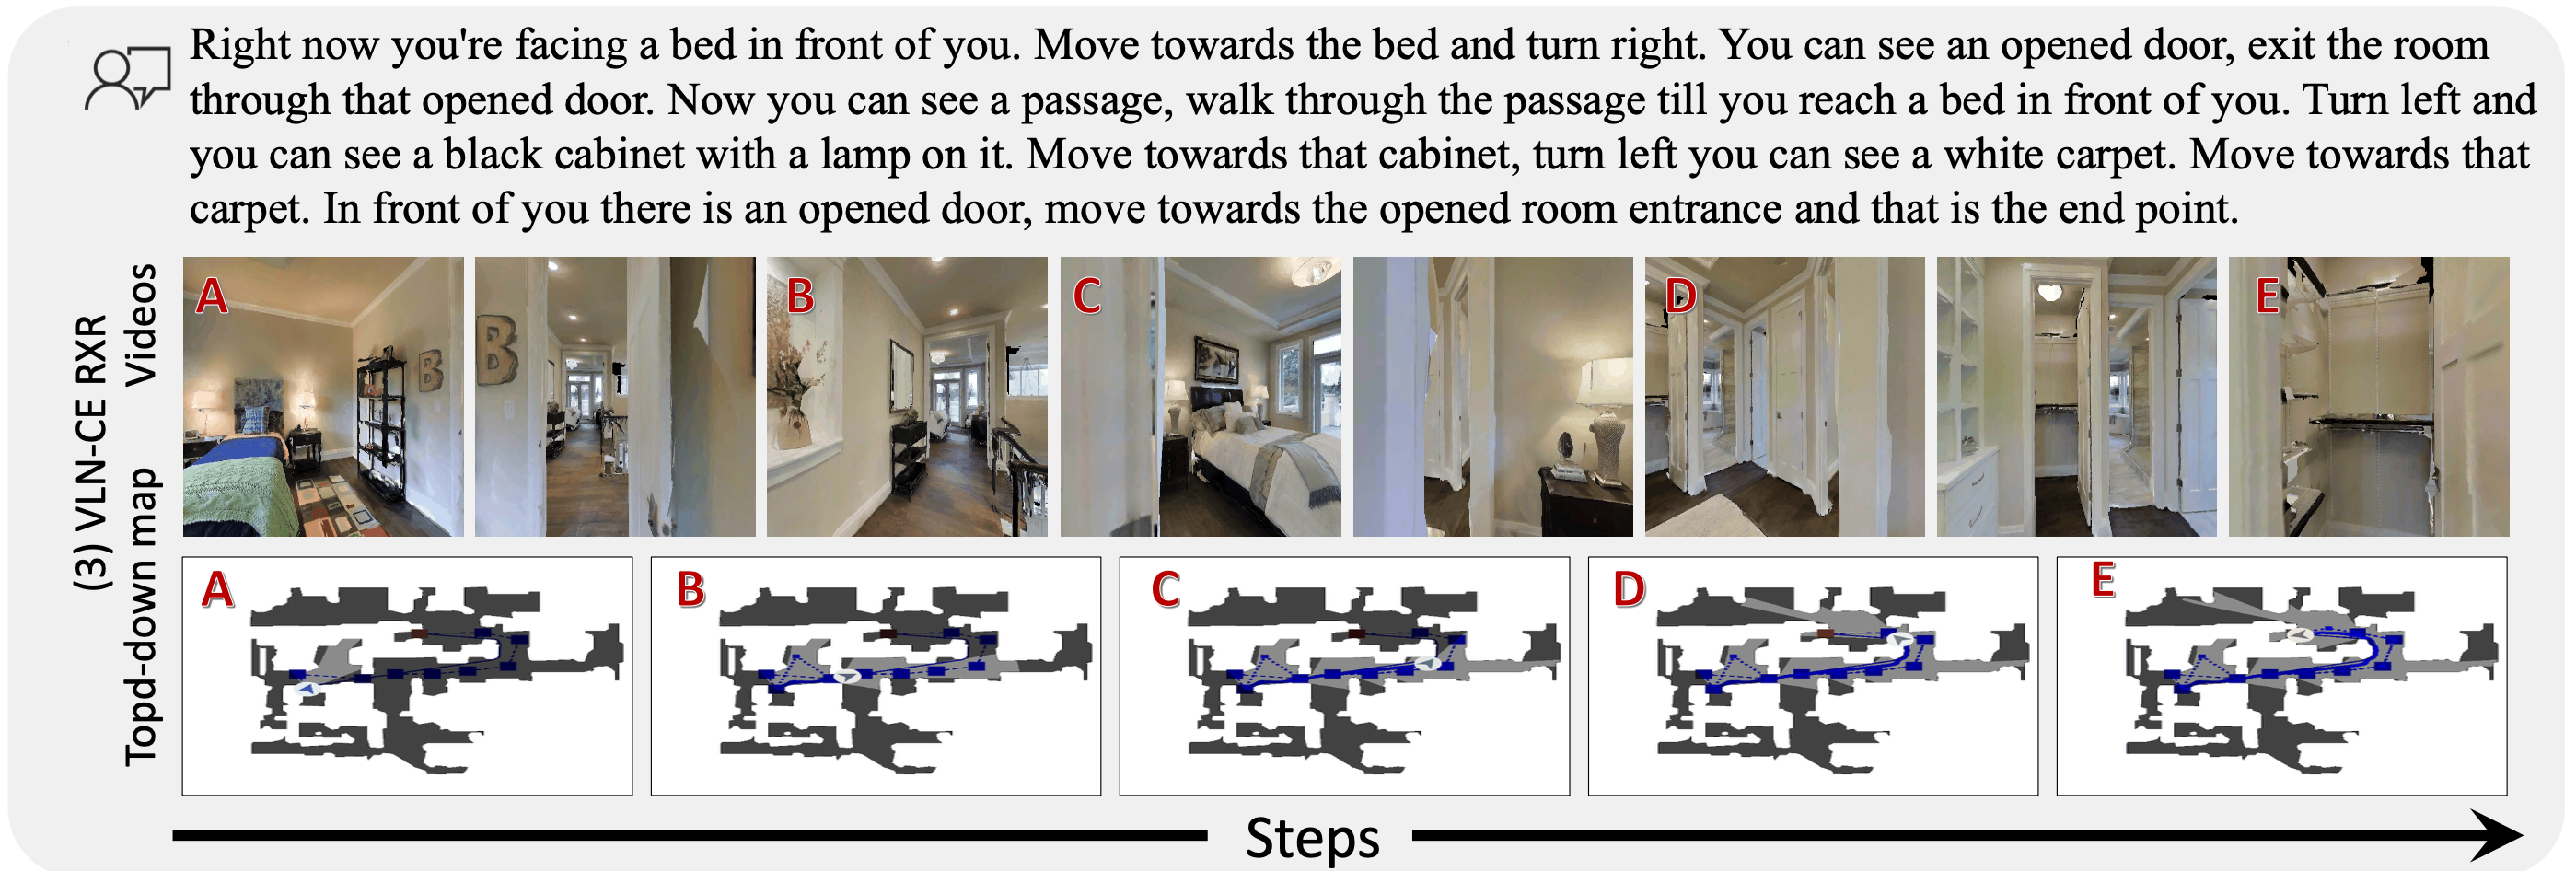 Right now you're facing a bed in front of you. Move towards the bed and turn right. You can see an opened door, exit the room
through that opened door. Now you can see a passage, walk through the passage till you reach a bed in front of you. Turn left and
you can see a black cabinet with a lamp on it. Move towards that cabinet, turn left you can see a white carpet. Move towards that
carpet. In front of you there is an opened door, move towards the opened room entrance and that is the end point.
(3) VLN-CE RXR
Videos
A
B
B
B
C
D
E
Topd-down map
A
B
C
D
E
Steps